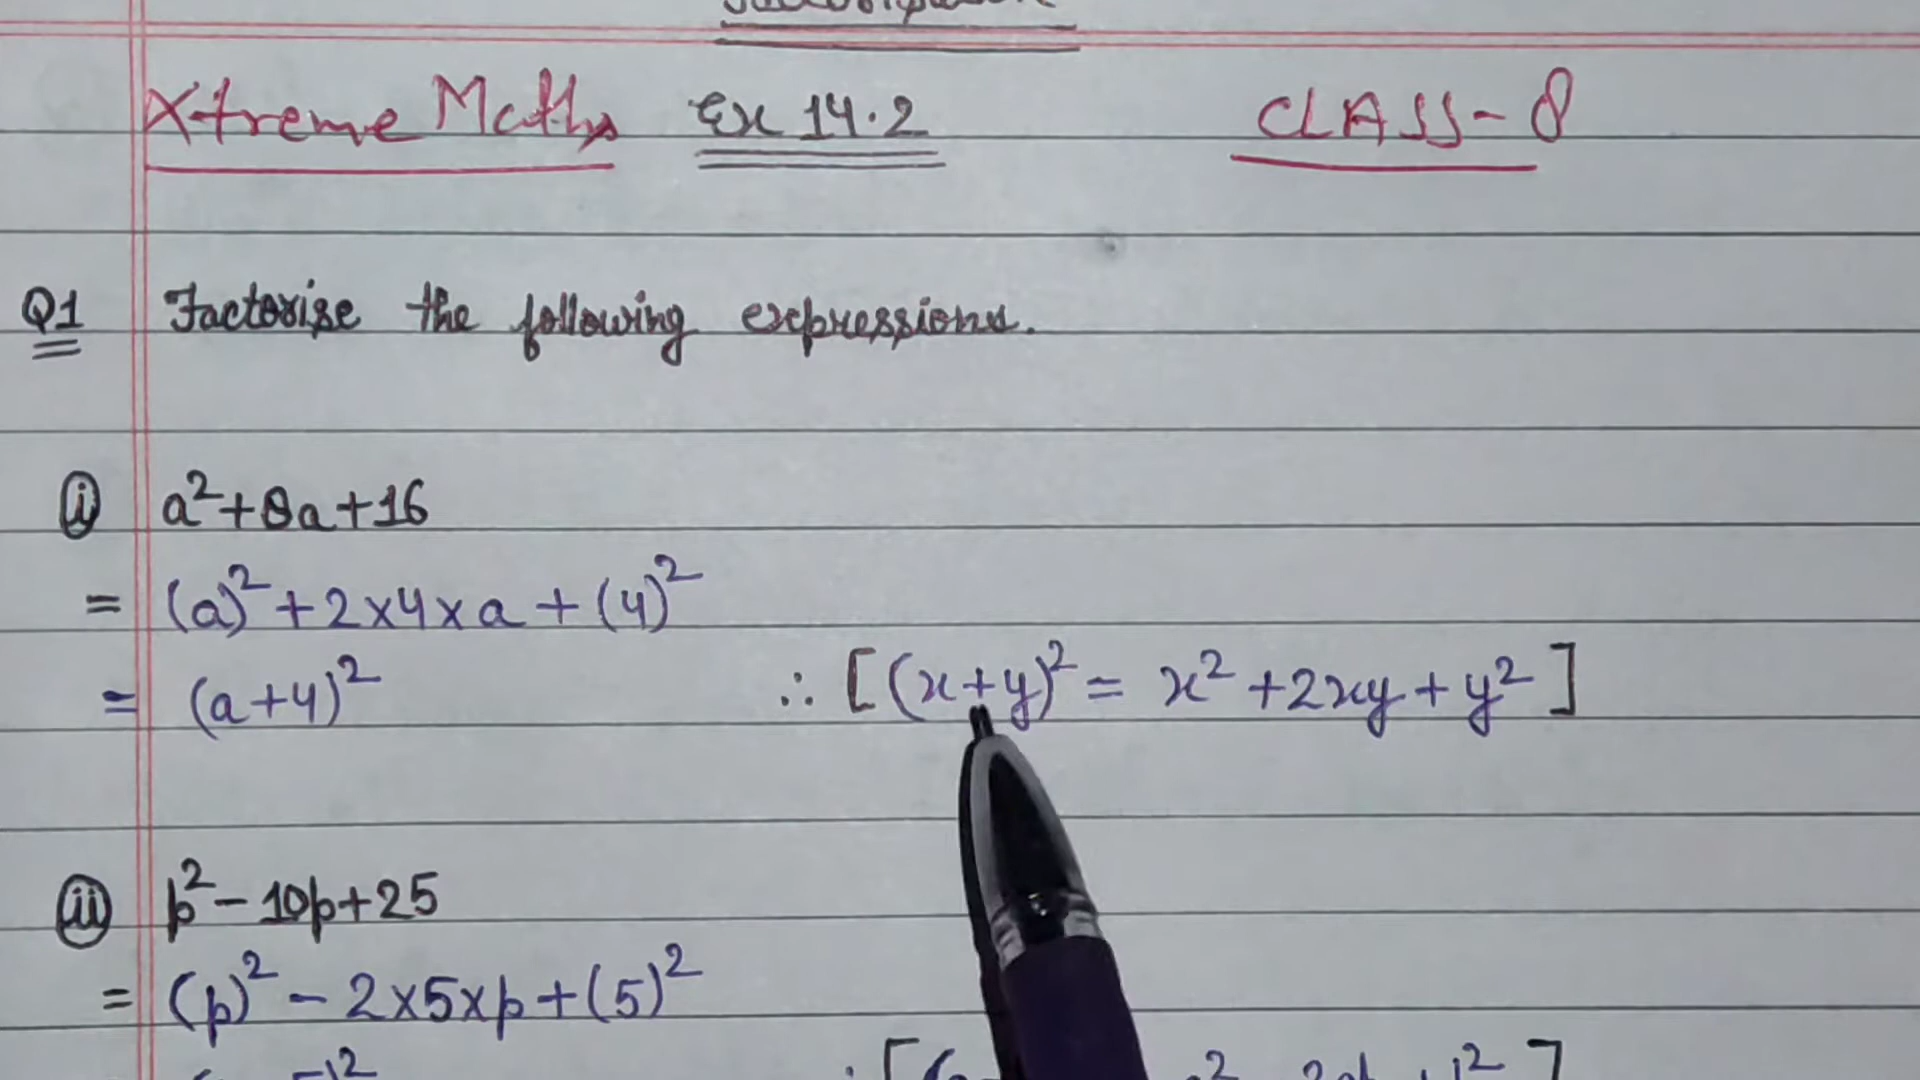 Xtreme Maths Ex 14.2 CLASS-8
Q1 Factorise the following expressions.
(i) a²+8a+16
= (a)²+2×4×a+(4)²
= (a+4)² ∴ [(x+y)² = x²+2xy+y²]
(ii) p²-10p+25
= (p)²-2×5×p+(5)²